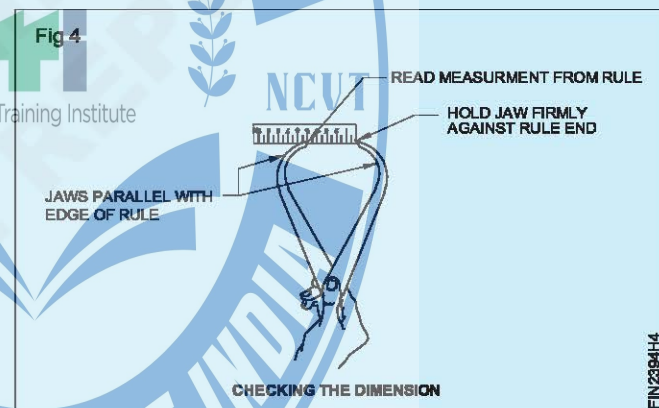 Fig 4
Training Institute
NCVT
READ MEASURMENT FROM RULE
HOLD JAW FIRMLY
AGAINST RULE END
JAWS PARALLEL WITH
EDGE OF RULE
INDIA
CHECKING THE DIMENSION
FIN2394H4